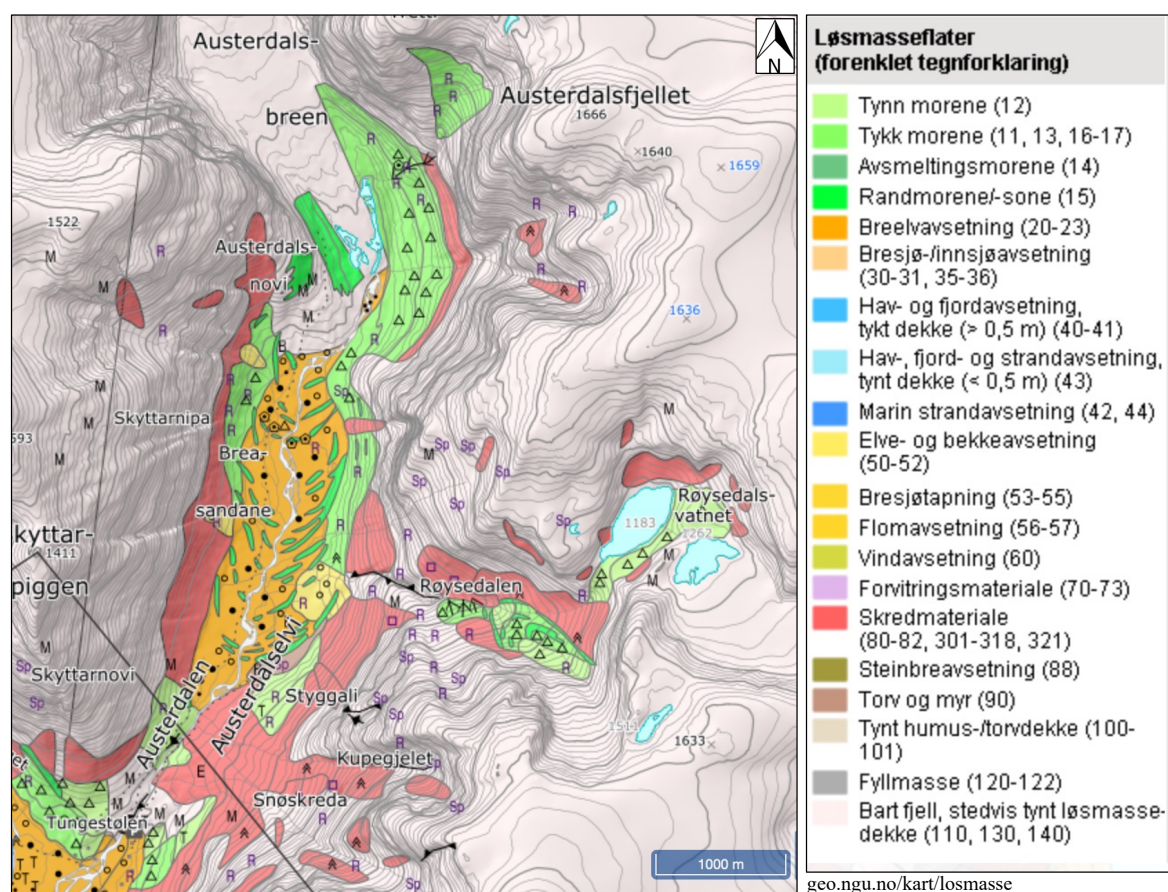 Austerdals-
breen
Austerdalsfjellet
1666
1640
1659
N
1522
Austerdals-
novi
1636
Skyttarnipa
593
Brea-
sandane
Røysedals-
vatnet
1183
1262
kyttar-
1411
piggen
Røysedalen
Skyttarnovi
Austerdalen
Austerdalselvi
Styggali
1511
1633
Kupegjelet
Snøskreda
Tungestølen
1000 m
Løsmasseflater
(forenklet tegnforklaring)
Tynn morene (12)
Tykk morene (11, 13, 16-17)
Avsmeltingsmorene (14)
Randmorene/-sone (15)
Breelvavsetning (20-23)
Bresjø-/innsjøavsetning
(30-31, 35-36)
Hav- og fjordavsetning,
tykt dekke (> 0,5 m) (40-41)
Hav-, fjord- og strandavsetning,
tynt dekke (< 0,5 m) (43)
Marin strandavsetning (42, 44)
Elve- og bekkeavsetning
(50-52)
Bresjøtapning (53-55)
Flomavsetning (56-57)
Vindavsetning (60)
Forvitringsmateriale (70-73)
Skredmateriale
(80-82, 301-318, 321)
Steinbreavsetning (88)
Torv og myr (90)
Tynt humus-/torvdekke (100-
101)
Fyllmasse (120-122)
Bart fjell, stedvis tynt løsmasse-
dekke (110, 130, 140)
geo.ngu.no/kart/losmasse